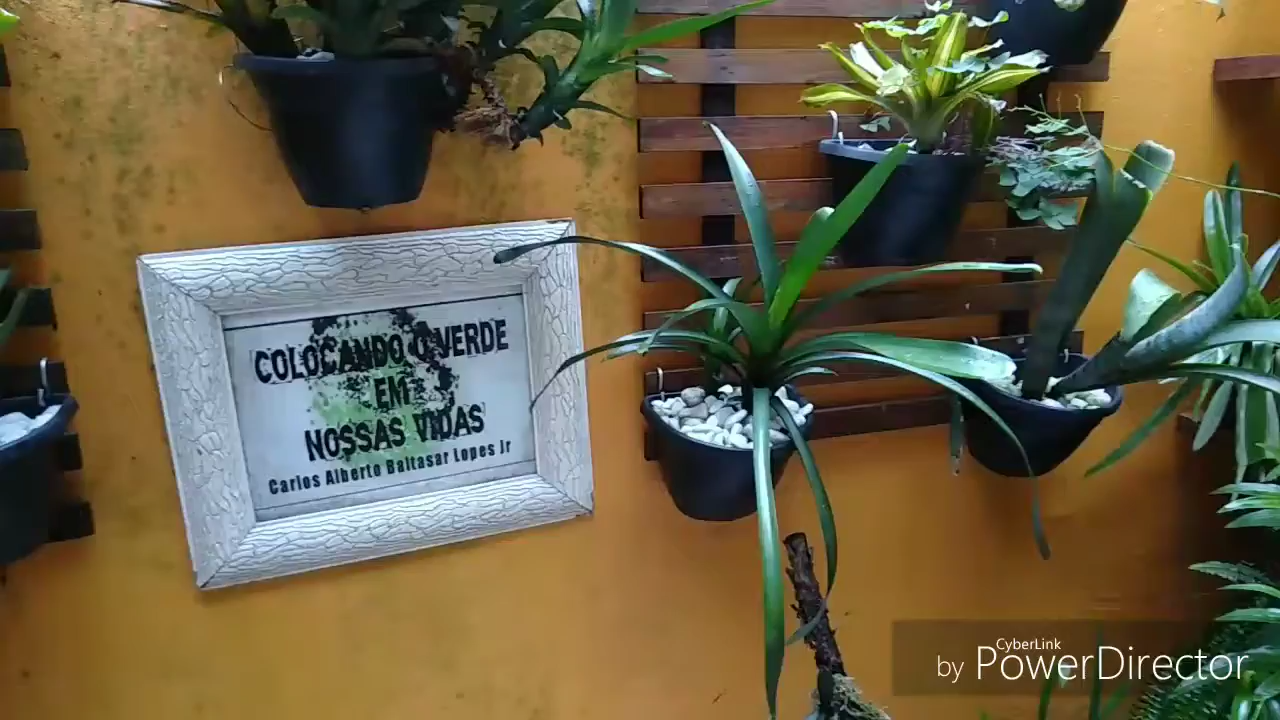 COLOCANDO O VERDE
EM
NOSSAS VIDAS
Carlos Alberto Baltasar Lopes Jr
CyberLink
by PowerDirector